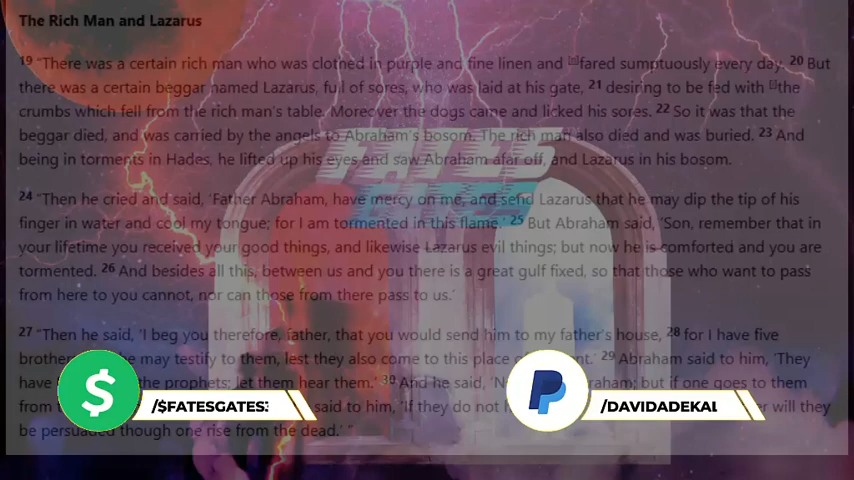 The Rich Man and Lazarus
19 "There was a certain rich man who was clothed in purple and fine linen and fared sumptuously every day. 20 But
there was a certain beggar named Lazarus, full of sores, who was laid at his gate, 21 desiring to be fed with the
crumbs which fell from the rich man's table. Moreover the dogs came and licked his sores. 22 So it was that the
beggar died, and was carried by the angels to Abraham's bosom. The rich man also died and was buried. 23 And
being in torments in Hades, he lifted up his eyes and saw Abraham afar off, and Lazarus in his bosom.
FATES
GATES
24 "Then he cried and said, 'Father Abraham, have mercy on me, and send Lazarus that he may dip the tip of his
finger in water and cool my tongue; for I am tormented in this flame.' 25 But Abraham said, 'Son, remember that in
your lifetime you received your good things, and likewise Lazarus evil things; but now he is comforted and you are
tormented. 26 And besides all this, between us and you there is a great gulf fixed, so that those who want to pass
from here to you cannot, nor can those from there pass to us.'
27 "Then he said, 'I beg you therefore, father, that you would send him to my father's house, 28 for I have five
he may testify to them, lest they also come to this place 29 Abraham said to him, 'They
have the prophets; let them hear them.' 30 And he said, but if one goes to them
from said to him, 'If they do not will they
be persuaded though one rise from the dead.' "
$
/$FATESGATES
/DAVIDADEKAL